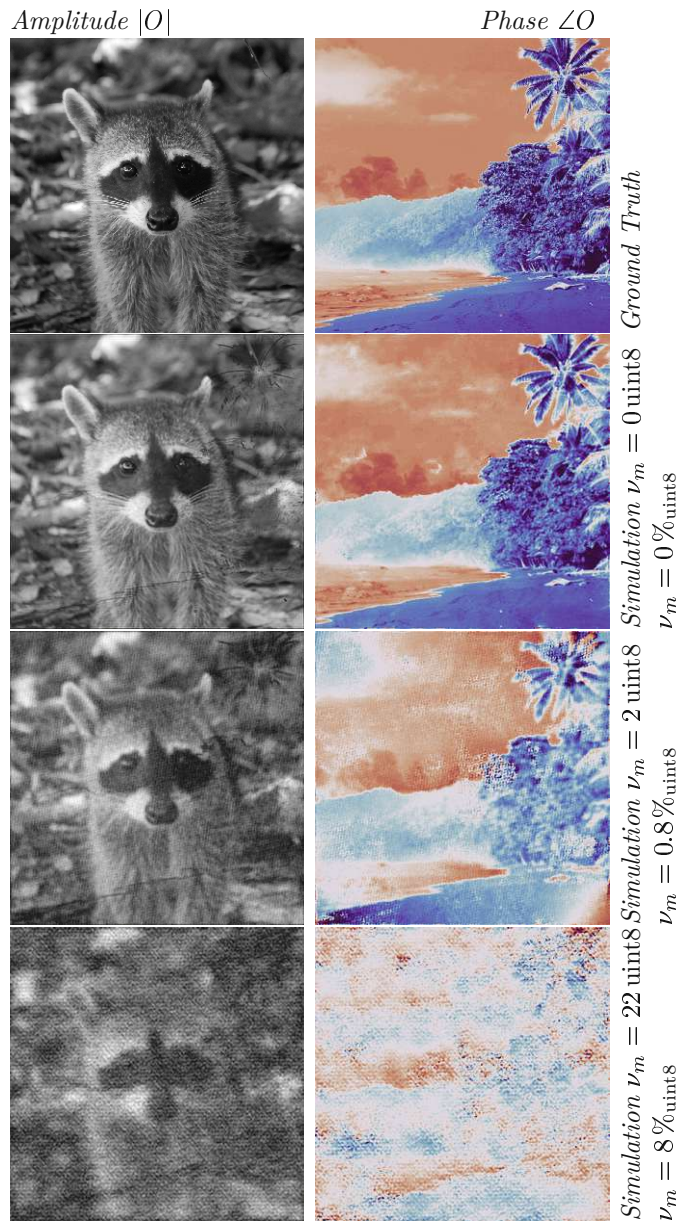 Amplitude |O|
Phase ∠O
Ground Truth
Simulation ν_m = 0 uint8
ν_m = 0 %_uint8
Simulation ν_m = 2 uint8
ν_m = 0.8 %_uint8
Simulation ν_m = 22 uint8
ν_m = 8 %_uint8